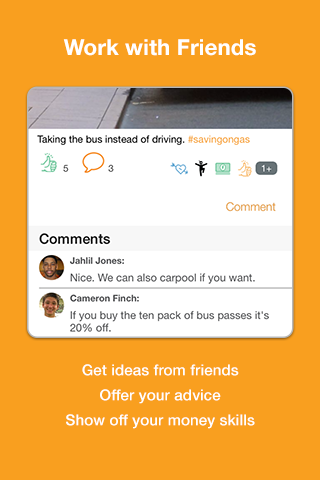 Work with Friends
Taking the bus instead of driving. #savingongas
5
3
1+
Comment
Comments
Jahlil Jones:
Nice. We can also carpool if you want.
Cameron Finch:
If you buy the ten pack of bus passes it's
20% off.
Get ideas from friends
Offer your advice
Show off your money skills